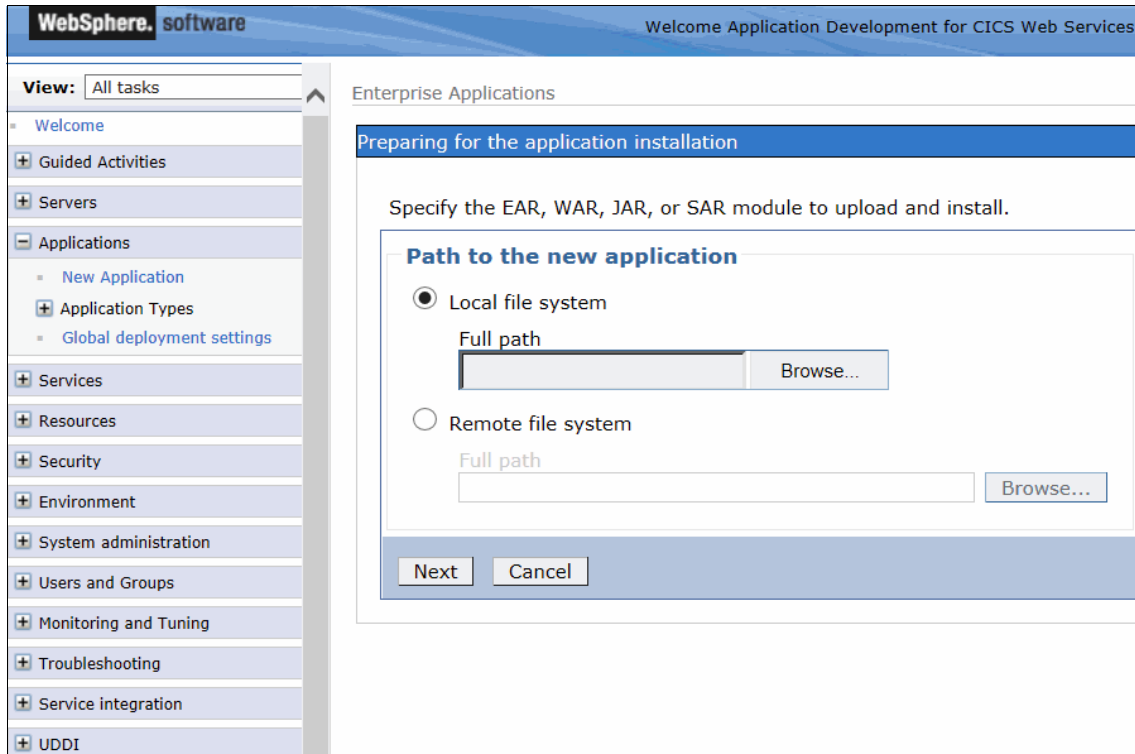 WebSphere. software
Welcome Application Development for CICS Web Services
View: All tasks
Welcome
Guided Activities
Servers
Applications
New Application
Application Types
Global deployment settings
Services
Resources
Security
Environment
System administration
Users and Groups
Monitoring and Tuning
Troubleshooting
Service integration
UDDI
Enterprise Applications
Preparing for the application installation
Specify the EAR, WAR, JAR, or SAR module to upload and install.
Path to the new application
Local file system
Full path
Browse...
Remote file system
Full path
Browse...
Next Cancel